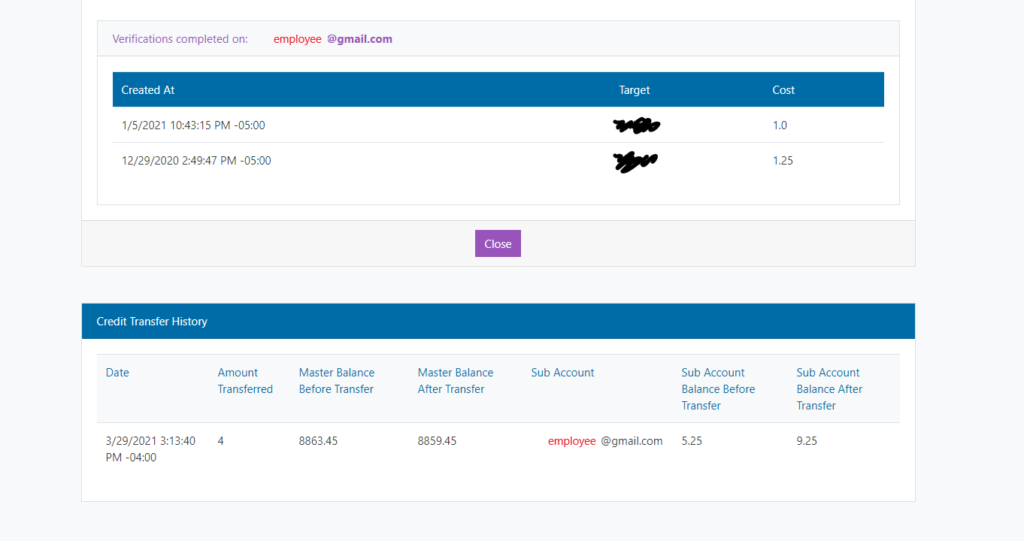 Verifications completed on: employee @gmail.com
Created At Target Cost
1/5/2021 10:43:15 PM -05:00 1.0
12/29/2020 2:49:47 PM -05:00 1.25
Close
Credit Transfer History
Date Amount Master Balance Master Balance Sub Account Sub Account Sub Account
Transferred Before Transfer After Transfer Balance Before Balance After
Transfer Transfer
3/29/2021 3:13:40 4 8863.45 8859.45 employee @gmail.com 5.25 9.25
PM -04:00